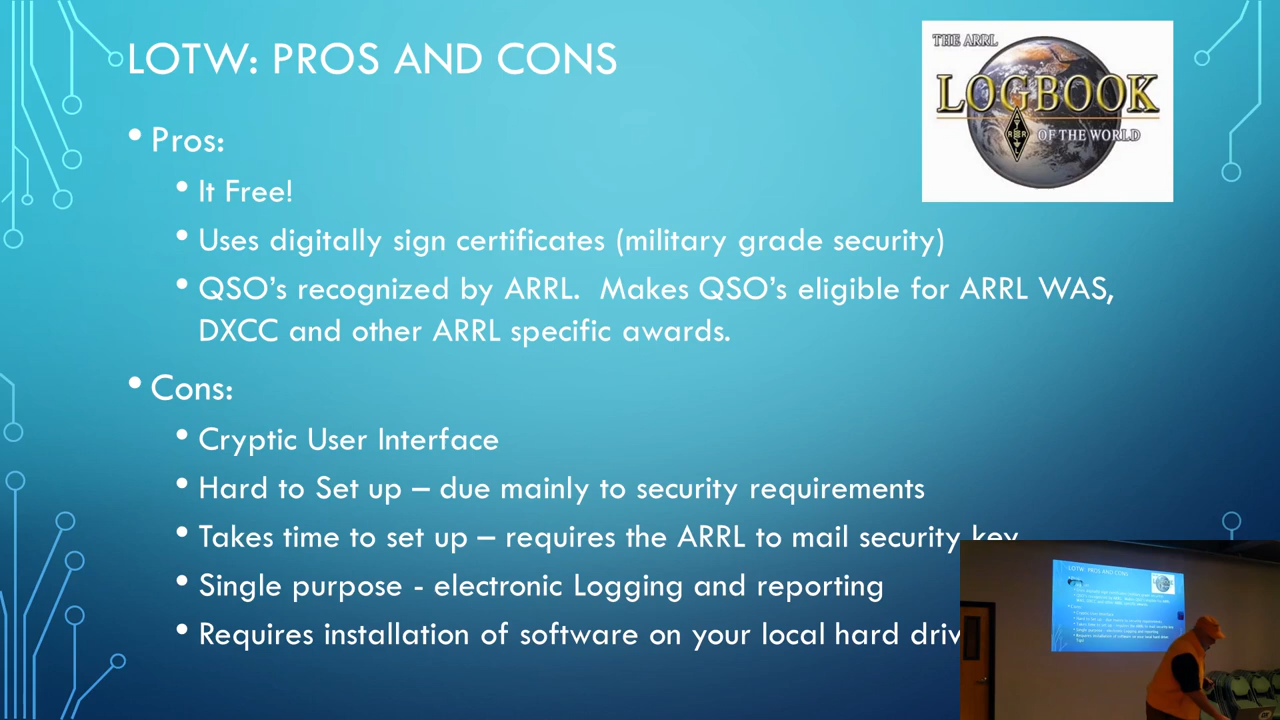 LOTW: PROS AND CONS
THE ARRL
LOGBOOK
OF THE WORLD
• Pros:
• It Free!
• Uses digitally sign certificates (military grade security)
• QSO's recognized by ARRL. Makes QSO's eligible for ARRL WAS,
DXCC and other ARRL specific awards.
• Cons:
• Cryptic User Interface
• Hard to Set up – due mainly to security requirements
• Takes time to set up – requires the ARRL to mail security key
• Single purpose - electronic Logging and reporting
• Requires installation of software on your local hard